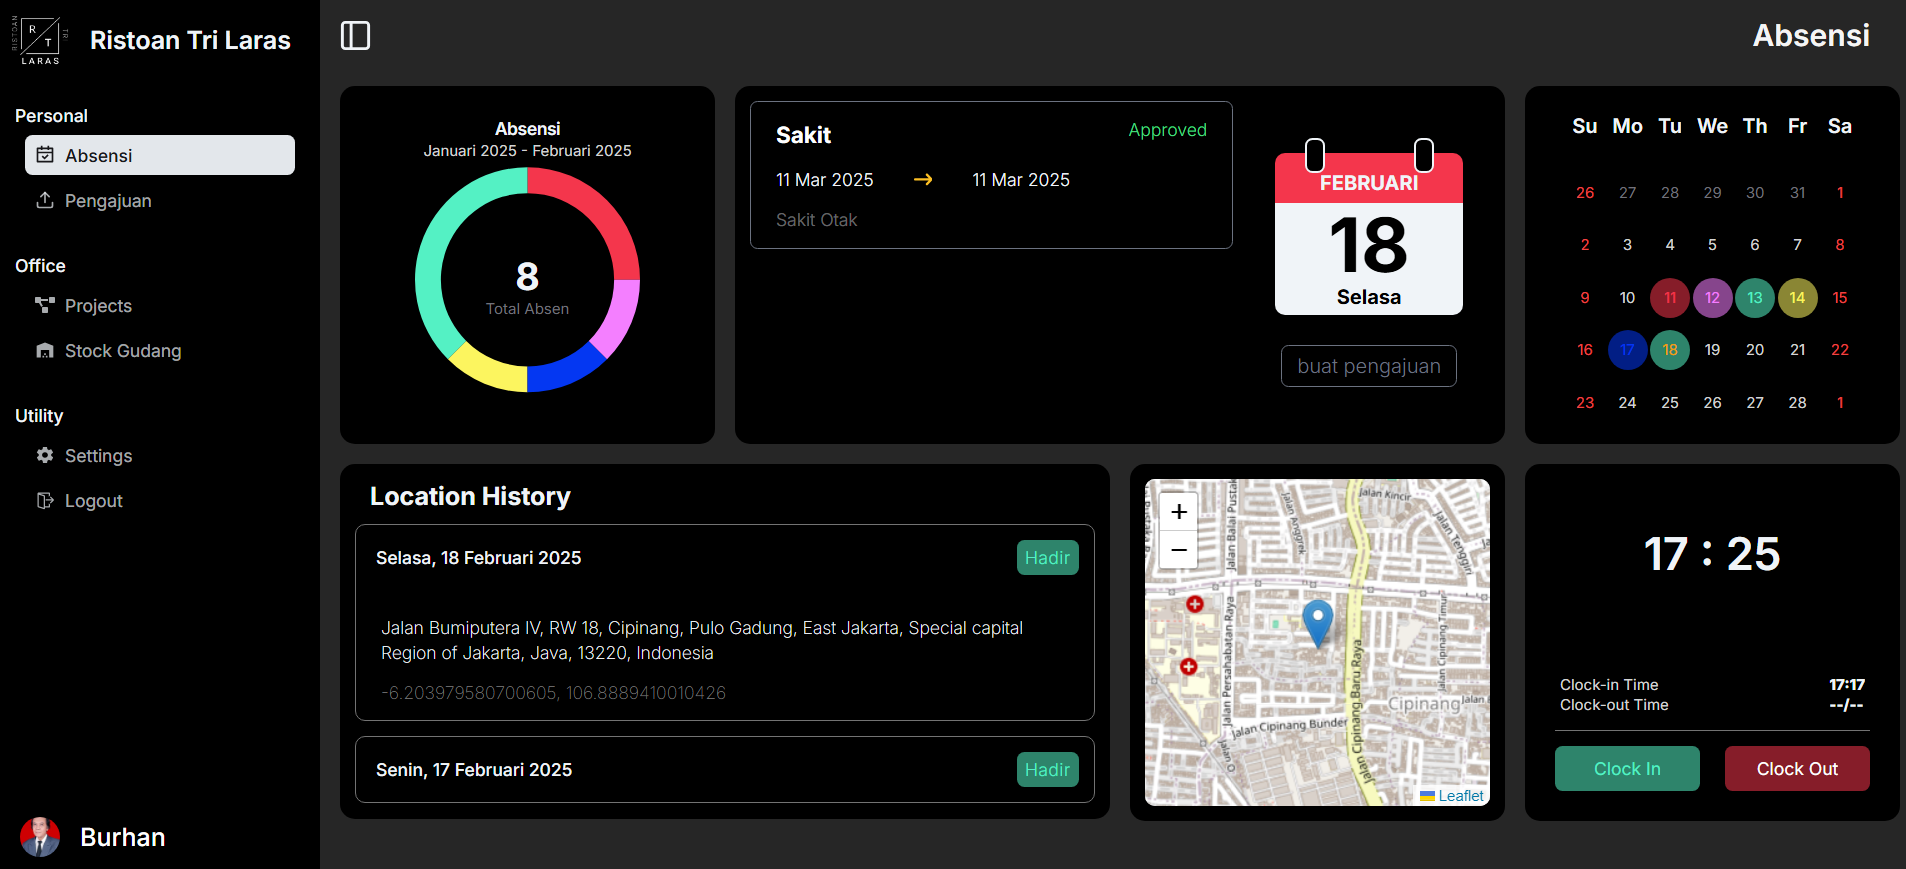 RISTOAN
R
T
TRI
LARAS
Ristoan Tri Laras
Personal
Absensi
Pengajuan
Office
Projects
Stock Gudang
Utility
Settings
Logout
Burhan
Absensi
Absensi
Januari 2025 - Februari 2025
8
Total Absen
Sakit
Approved
11 Mar 2025 → 11 Mar 2025
Sakit Otak
FEBRUARI
18
Selasa
buat pengajuan
Su Mo Tu We Th Fr Sa
26 27 28 29 30 31 1
2 3 4 5 6 7 8
9 10 11 12 13 14 15
16 17 18 19 20 21 22
23 24 25 26 27 28 1
Location History
Selasa, 18 Februari 2025
Hadir
Jalan Bumiputera IV, RW 18, Cipinang, Pulo Gadung, East Jakarta, Special capital
Region of Jakarta, Java, 13220, Indonesia
-6.203979580700605, 106.8889410010426
Senin, 17 Februari 2025
Hadir
+
−
Jalan Balai Pustak
Jalan Anggrek
Jalan Kincir
Jalan Tenggiri
Jalan Persahabatan Raya
Jalan Cipinang Baru Raya
Jalan Cipinang Timur
Cipinang
Jalan
Jalan Cipinang Bunder
Jalan
Leaflet
17 : 25
Clock-in Time 17:17
Clock-out Time --/--
Clock In
Clock Out